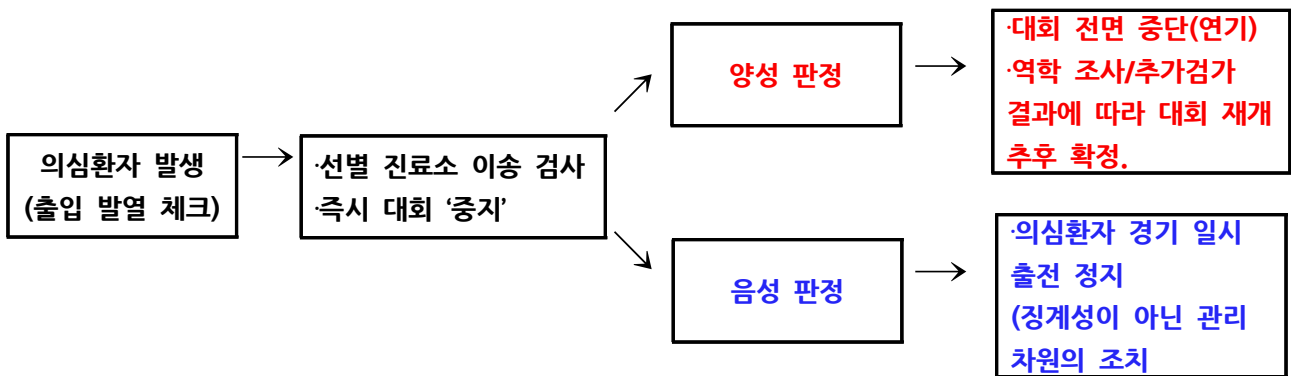 의심환자 발생
(출입 발열 체크)
·선별 진료소 이송 검사
·즉시 대회 ‘중지’
양성 판정
·대회 전면 중단(연기)
·역학 조사/추가검가
결과에 따라 대회 재개
추후 확정.
음성 판정
·의심환자 경기 일시
출전 정지
(징계성이 아닌 관리
차원의 조치